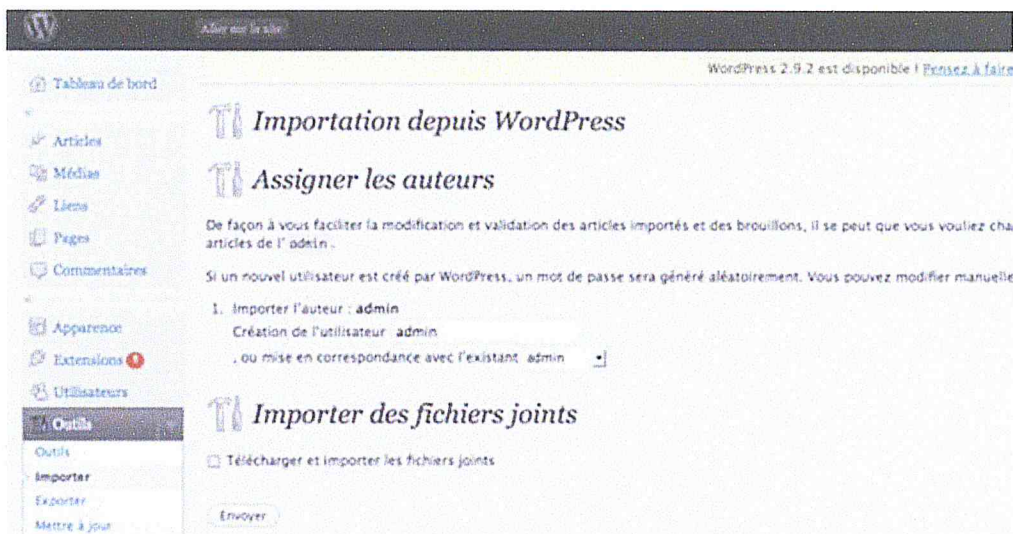 Aller sur le site
WordPress 2.9.2 est disponible ! Pensez à faire
Tableau de bord
Articles
Médias
Liens
Pages
Commentaires
Apparence
Extensions
Utilisateurs
Outils
Outils
Importer
Exporter
Mettre à jour
Importation depuis WordPress
Assigner les auteurs
De façon à vous faciliter la modification et validation des articles importés et des brouillons, il se peut que vous vouliez cha
articles de l' admin .
Si un nouvel utilisateur est créé par WordPress, un mot de passe sera généré aléatoirement. Vous pouvez modifier manuelle
1. Importer l'auteur : admin
Création de l'utilisateur admin
, ou mise en correspondance avec l'existant admin
Importer des fichiers joints
Télécharger et importer les fichiers joints
Envoyer